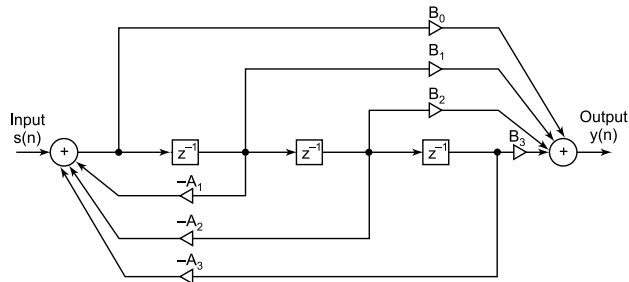 B₀
B₁
B₂
Input
s(n)
Output
y(n)
B₃
+
z⁻¹
z⁻¹
z⁻¹
+
–A₁
–A₂
–A₃